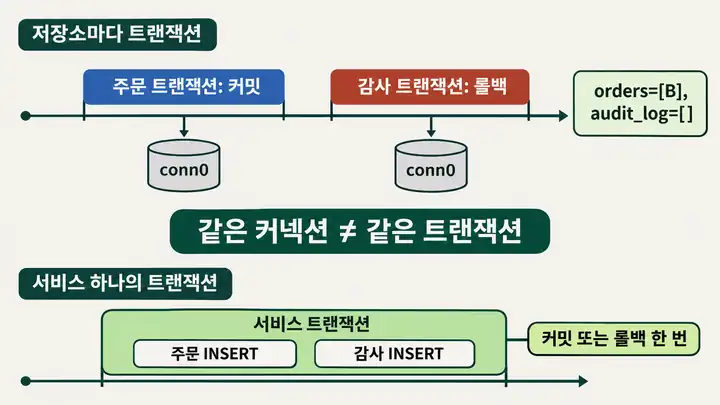 저장소마다 트랜잭션
주문 트랜잭션: 커밋
감사 트랜잭션: 롤백
orders=[B],
audit_log=[]
conn0
conn0
같은 커넥션 ≠ 같은 트랜잭션
서비스 하나의 트랜잭션
서비스 트랜잭션
주문 INSERT
감사 INSERT
커밋 또는 롤백 한 번